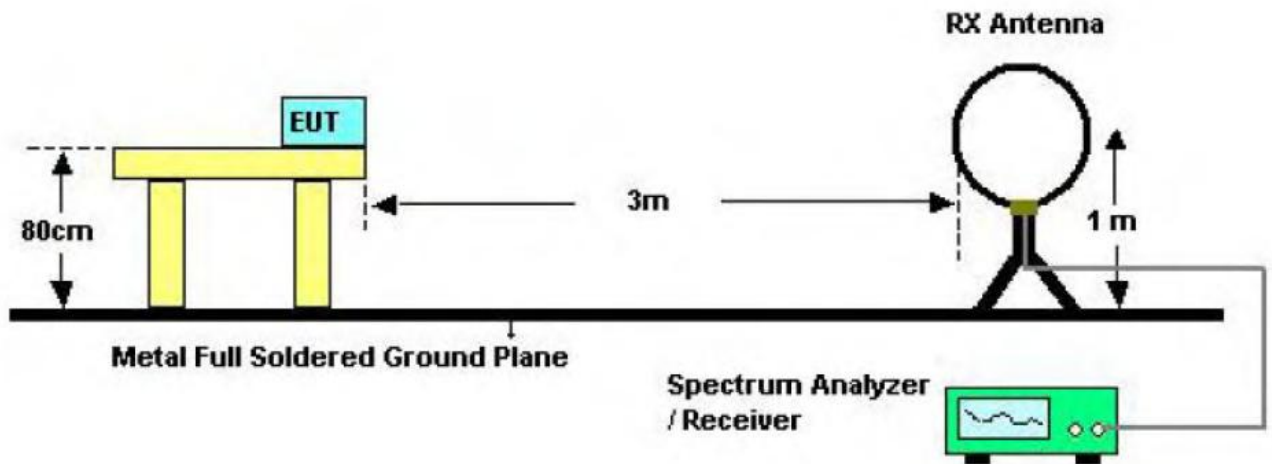 RX Antenna
EUT
80cm
3m
1 m
Metal Full Soldered Ground Plane
Spectrum Analyzer
/ Receiver